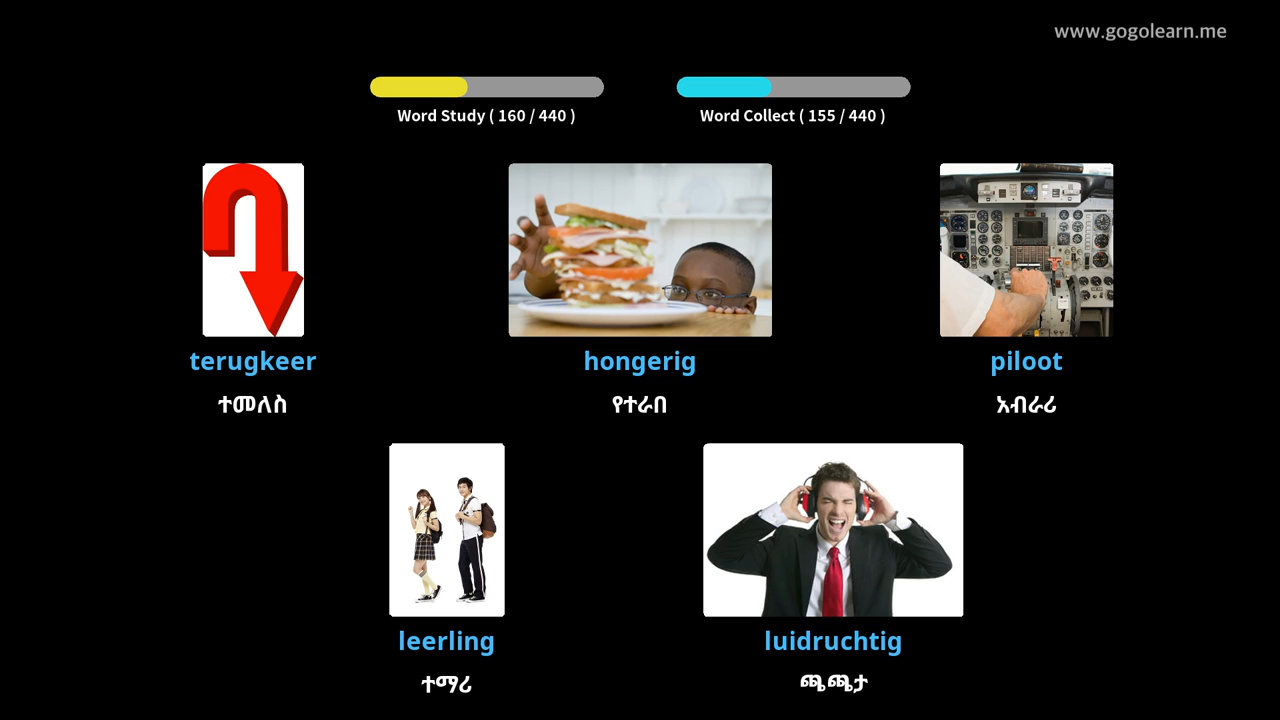 www.gogolearn.me
Word Study ( 160 / 440 )
Word Collect ( 155 / 440 )
terugkeer
hongerig
piloot
ተመለስ
የተራበ
አብራሪ
leerling
luidruchtig
ተማሪ
ጫጫታ